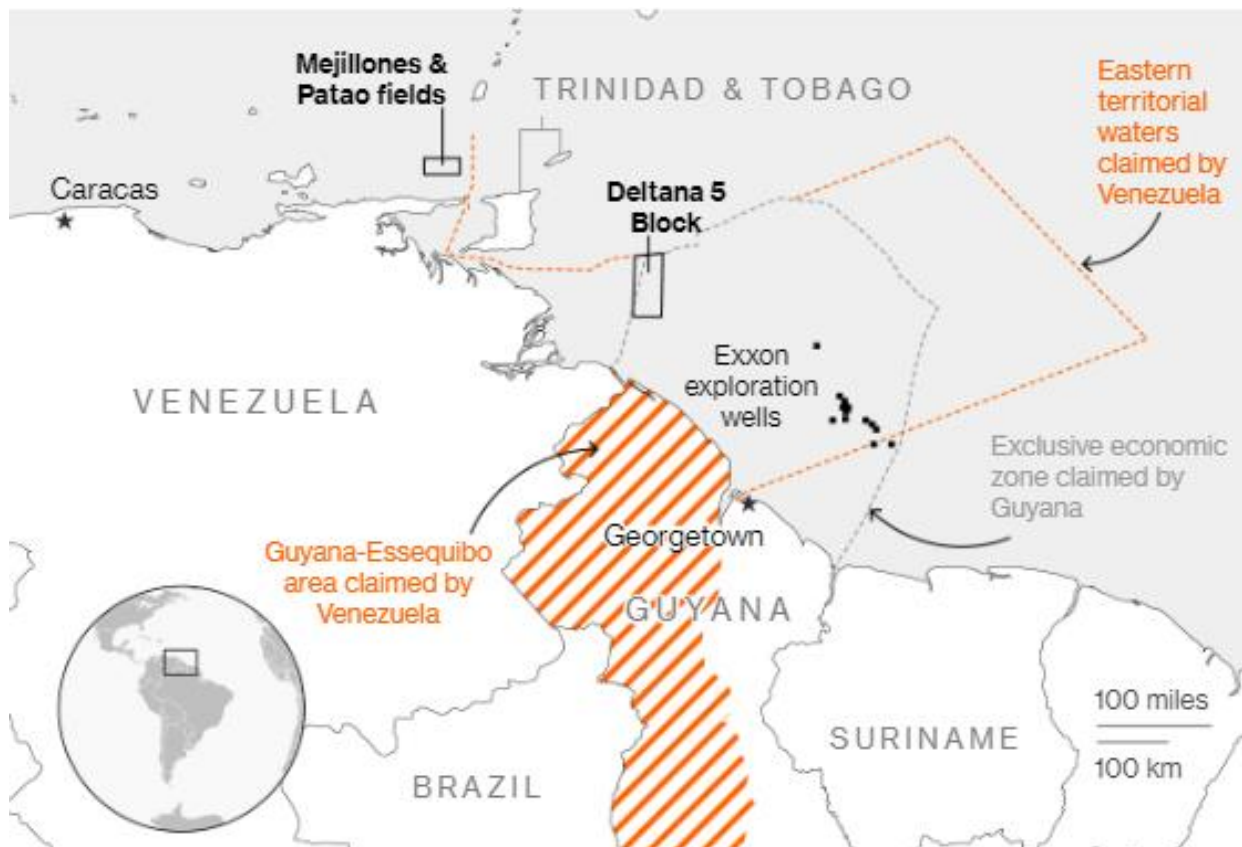 Mejillones &
Patao fields
TRINIDAD & TOBAGO
Eastern
territorial
waters
claimed by
Venezuela
Caracas
Deltana 5
Block
Exxon
exploration
wells
VENEZUELA
Exclusive economic
zone claimed by
Guyana
Georgetown
Guyana-Essequibo
area claimed by
Venezuela
GUYANA
100 miles
SURINAME
100 km
BRAZIL